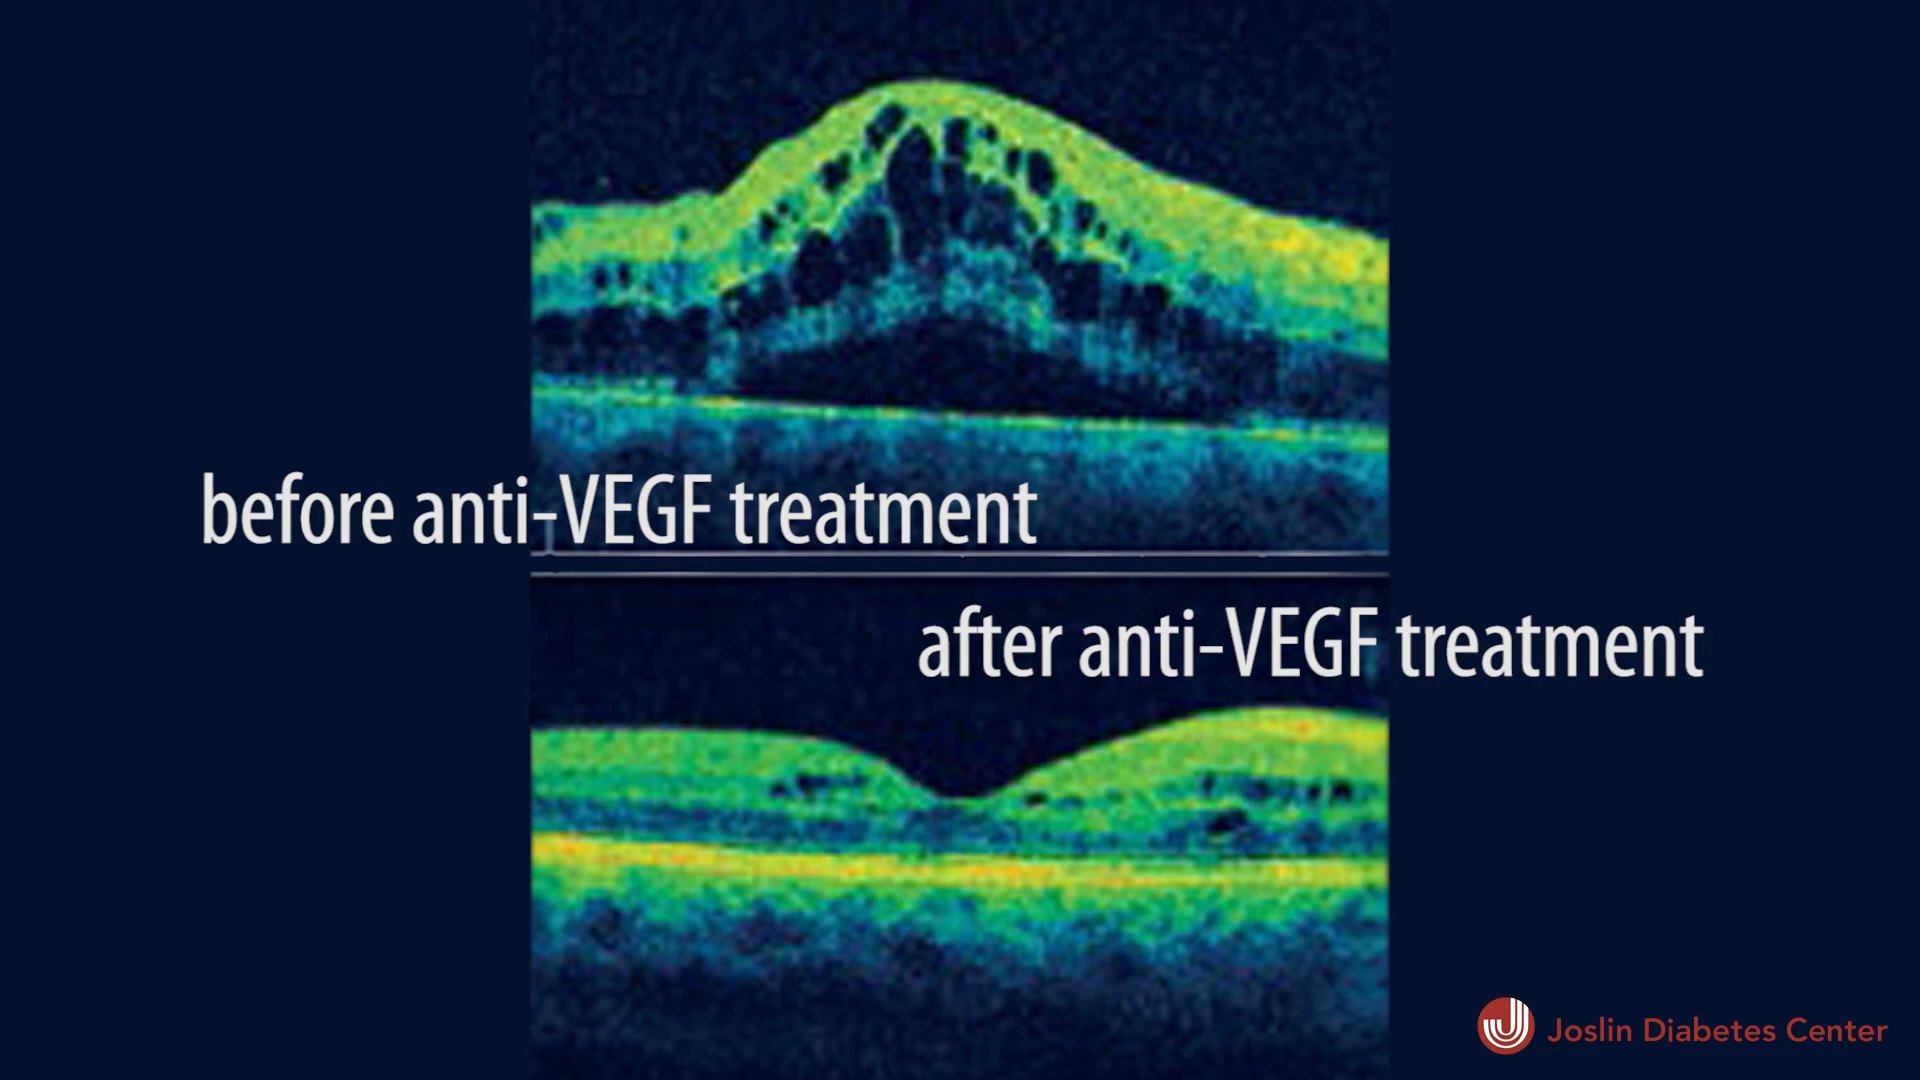 before anti-VEGF treatment
after anti-VEGF treatment
Joslin Diabetes Center